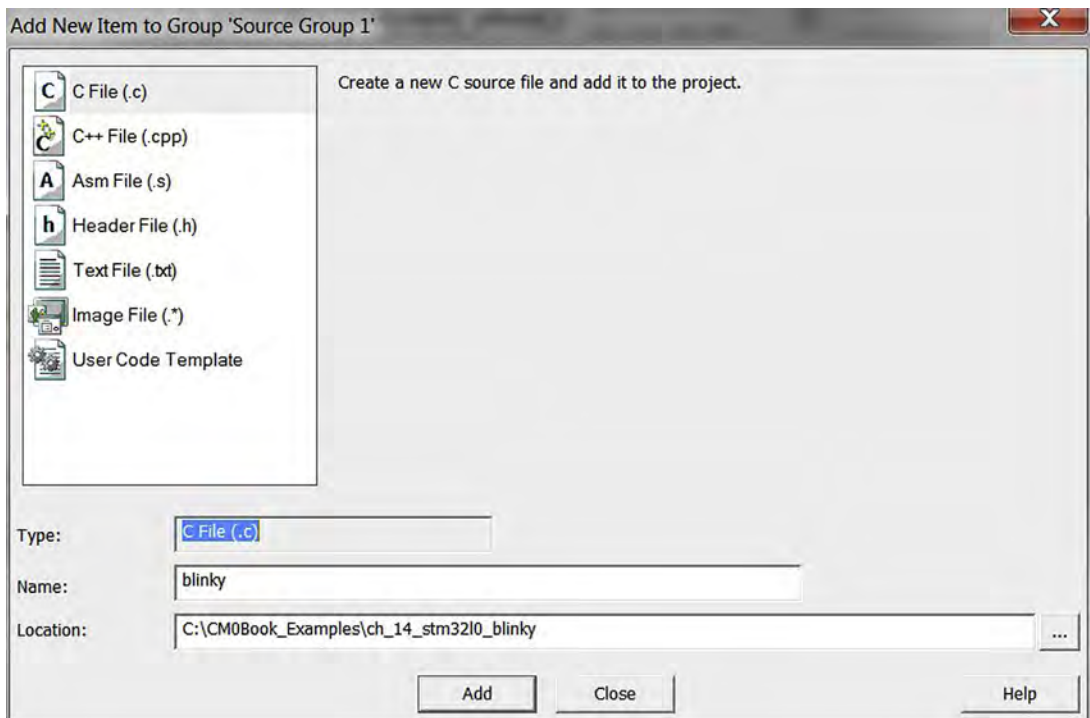 Add New Item to Group 'Source Group 1'
C File (.c)
C++ File (.cpp)
Asm File (.s)
Header File (.h)
Text File (.txt)
Image File (.*)
User Code Template
Create a new C source file and add it to the project.
Type:
C File (.c)
Name:
blinky
Location:
C:\CM0Book_Examples\ch_14_stm32l0_blinky
...
Add
Close
Help